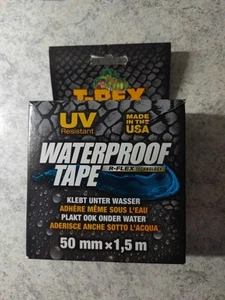 T-REX
UV
Resistant
MADE
IN THE
USA
WATERPROOF
TAPE
R-FLEX TECHNOLOGY
KLEBT UNTER WASSER
ADHÈRE MÊME SOUS L'EAU
PLAKT OOK ONDER WATER
ADERISCE ANCHE SOTTO L'ACQUA
50 mm × 1,5 m